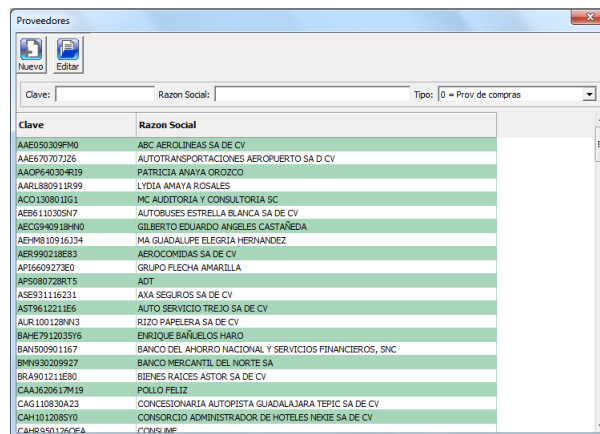 Proveedores
Nuevo Editar
Clave: Razon Social: Tipo: 0 = Prov de compras
Clave Razon Social
AAE050309FM0 ABC AEROLINEAS SA DE CV
AAE670707JZ6 AUTOTRANSPORTACIONES AEROPUERTO SA D CV
AAOP640304RI9 PATRICIA ANAYA OROZCO
AARL880911R99 LYDIA AMAYA ROSALES
ACO130801IG1 MC AUDITORIA Y CONSULTORIA SC
AEB611030SN7 AUTOBUSES ESTRELLA BLANCA SA DE CV
AECG940918HN0 GILBERTO EDUARDO ANGELES CASTAÑEDA
AEHM810916J34 MA GUADALUPE ELEGRIA HERNANDEZ
AER990218E83 AEROCOMIDAS SA DE CV
API6609273E0 GRUPO FLECHA AMARILLA
APS080728RT5 ADT
ASE931116231 AXA SEGUROS SA DE CV
AST9612211E6 AUTO SERVICIO TREJO SA DE CV
AUR100128NN3 RIZO PAPELERA SA DE CV
BAHE7912035Y6 ENRIQUE BAÑUELOS HARO
BAN500901167 BANCO DEL AHORRO NACIONAL Y SERVICIOS FINANCIEROS, SNC
BMN930209927 BANCO MERCANTIL DEL NORTE SA
BRA901211E80 BIENES RAICES ASTOR SA DE CV
CAAJ620617M19 POLLO FELIZ
CAG110830A23 CONCESIONARIA AUTOPISTA GUADALAJARA TEPIC SA DE CV
CAH101208SY0 CONSORCIO ADMINISTRADOR DE HOTELES NEKIE SA DE CV
CAHR950126QEA CONSUME